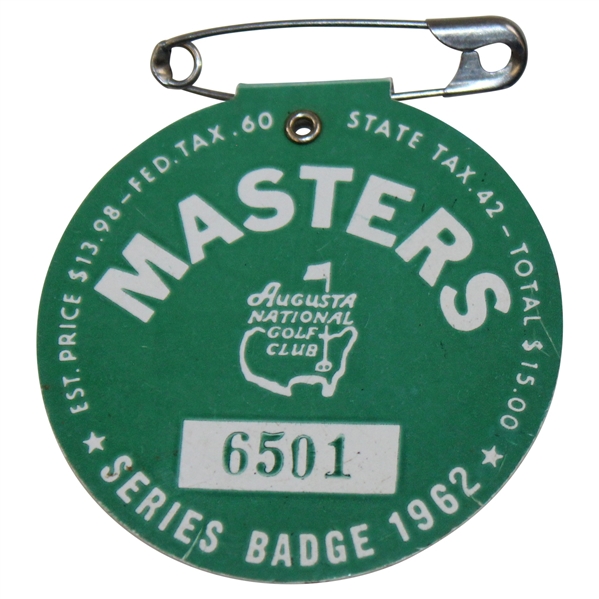 EST. PRICE $13.98-FED.TAX.60 STATE TAX.42-TOTAL $15.00
MASTERS
AUGUSTA
NATIONAL
GOLF
CLUB
6501
★ SERIES BADGE 1962 ★